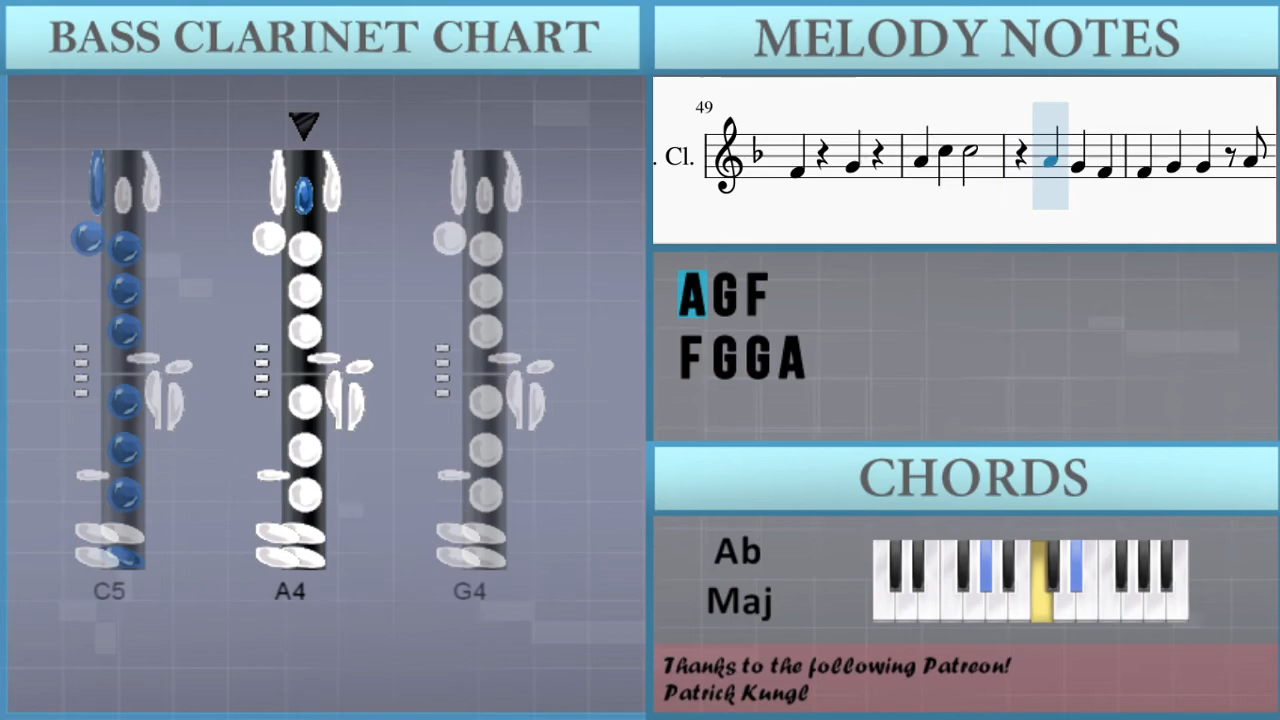 BASS CLARINET CHART
C5
A4
G4
MELODY NOTES
49
. Cl.
AGF
FGGA
CHORDS
Ab
Maj
Thanks to the following Patreon!
Patrick Kungl